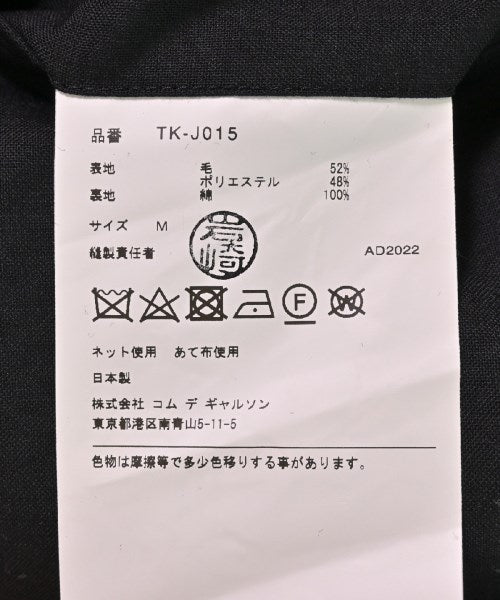 品番 TK-J015
表地 毛 52%
ポリエステル 48%
裏地 綿 100%
サイズ M
岩崎
縫製責任者 AD2022
F W
ネット使用 あて布使用
日本製
株式会社 コム デ ギャルソン
東京都港区南青山5-11-5
色物は摩擦等で多少色移りする事があります。